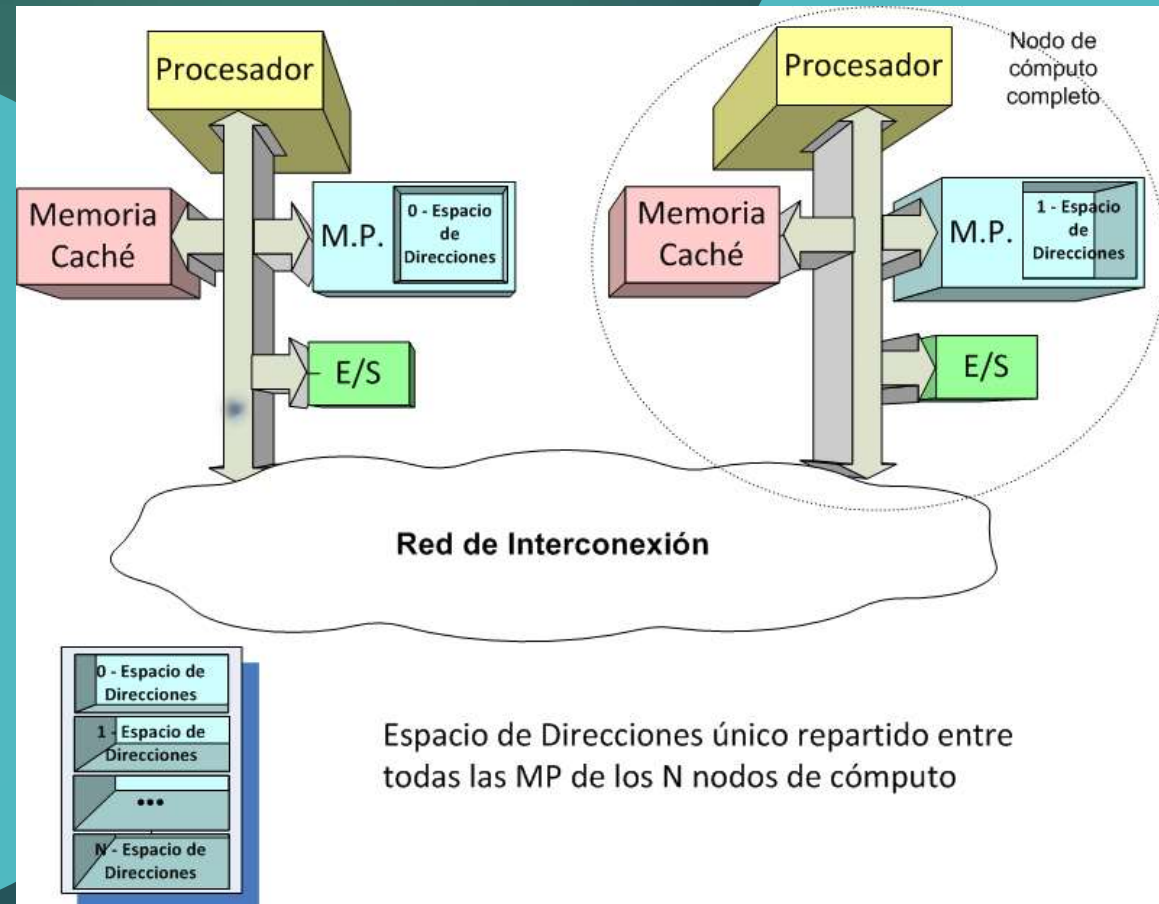 Procesador
Memoria
Caché
M.P.
0 - Espacio
de
Direcciones
E/S
Procesador
Nodo de
cómputo
completo
Memoria
Caché
M.P.
1 - Espacio
de
Direcciones
E/S
Red de Interconexión
0 - Espacio de
Direcciones
1 - Espacio de
Direcciones
•••
N - Espacio de
Direcciones
Espacio de Direcciones único repartido entre
todas las MP de los N nodos de cómputo